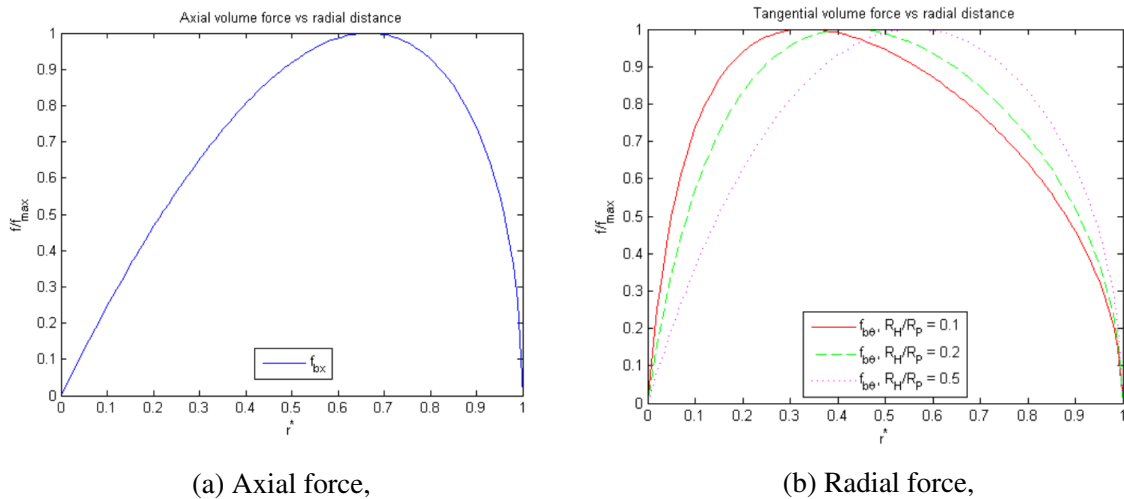 Axial volume force vs radial distance
1
0.9
0.8
0.7
0.6
0.5
0.4
0.3
0.2
0.1
0
f/f_max
f_bx
0 0.1 0.2 0.3 0.4 0.5 0.6 0.7 0.8 0.9 1
r*
(a) Axial force,
Tangential volume force vs radial distance
1
0.9
0.8
0.7
0.6
0.5
0.4
0.3
0.2
0.1
0
f/f_max
f_bθ, R_H/R_P = 0.1
f_bθ, R_H/R_P = 0.2
f_bθ, R_H/R_P = 0.5
0 0.1 0.2 0.3 0.4 0.5 0.6 0.7 0.8 0.9 1
r*
(b) Radial force,